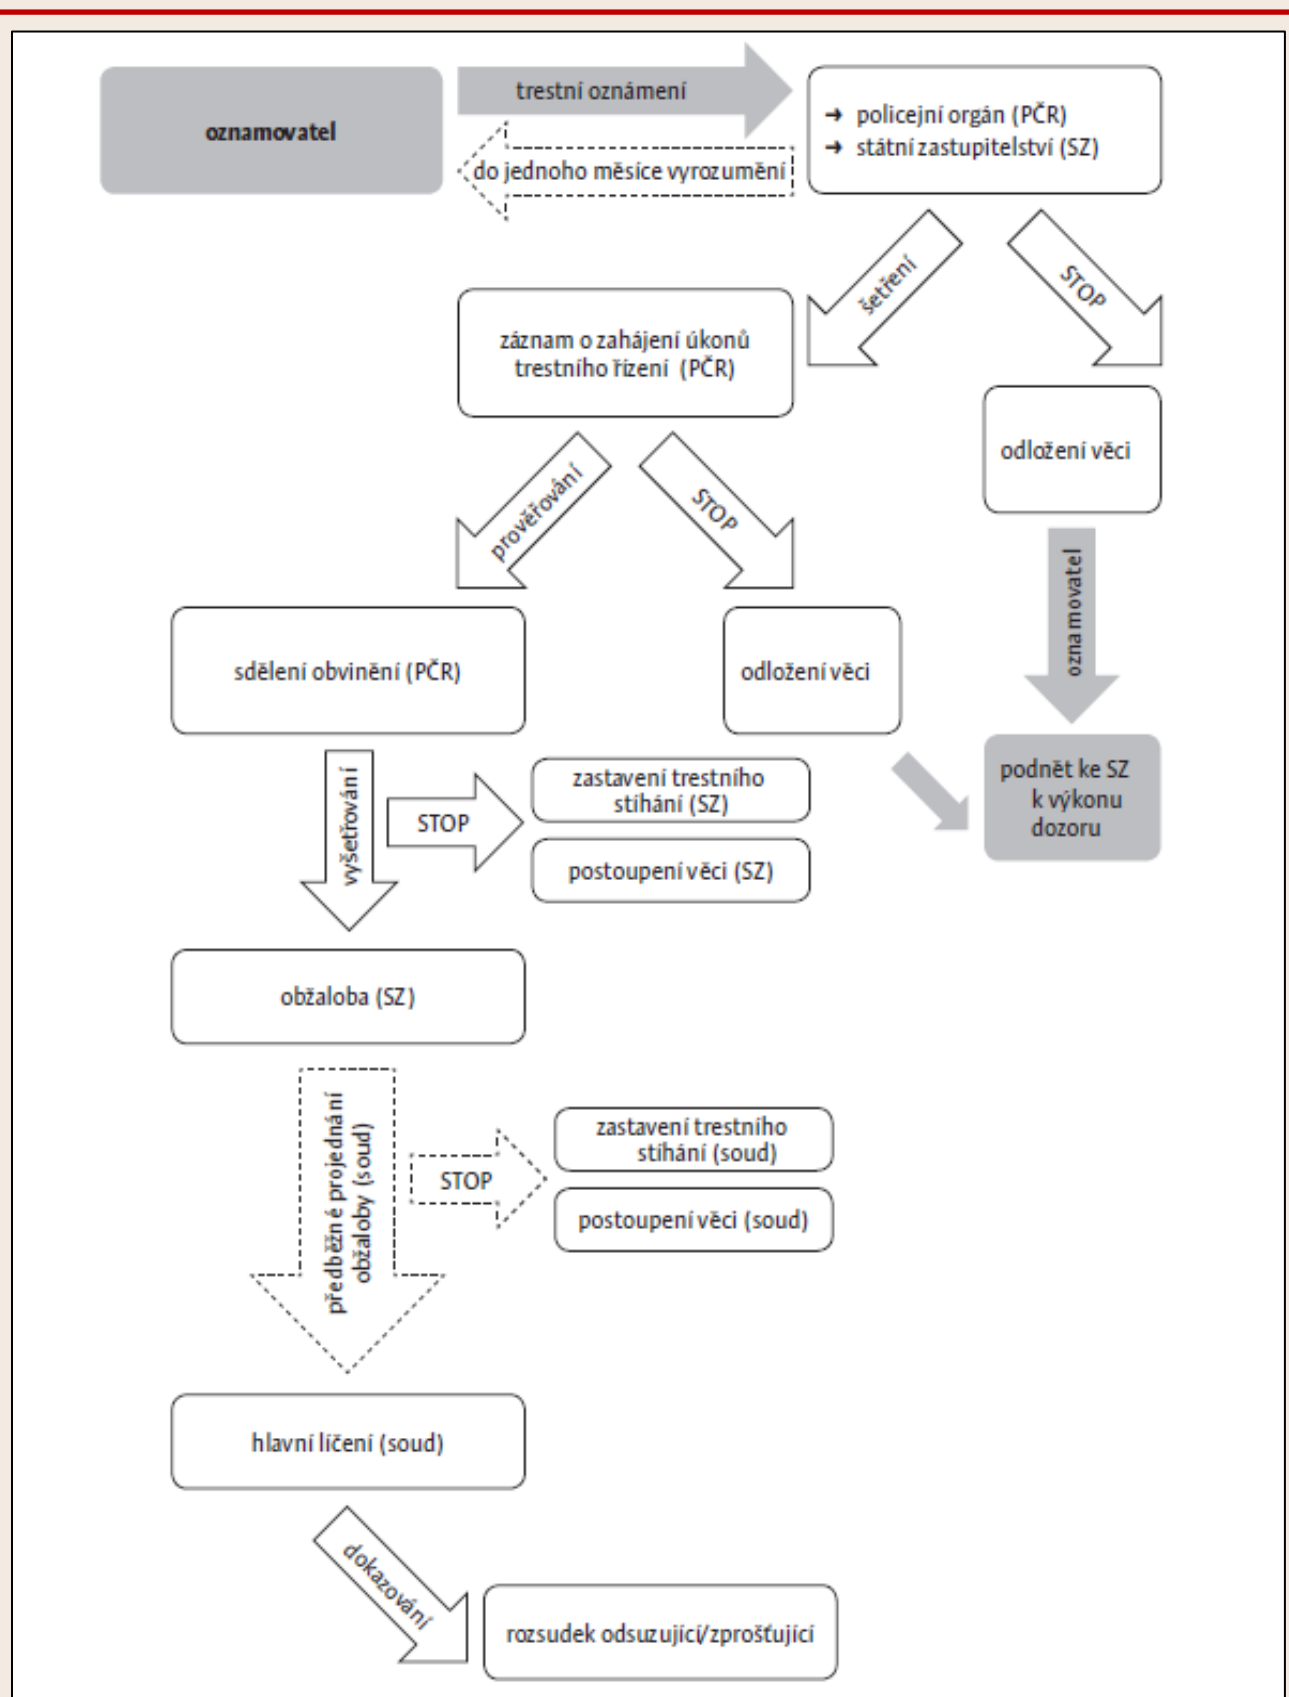 oznamovatel
trestní oznámení
do jednoho měsíce vyrozumění
➔ policejní orgán (PČR)
➔ státní zastupitelství (SZ)
šetření
STOP
záznam o zahájení úkonů
trestního řízení (PČR)
odložení věci
prověřování
STOP
oznamovatel
sdělení obvinění (PČR)
odložení věci
podnět ke SZ
k výkonu
dozoru
vyšetřování
STOP
zastavení trestního
stíhání (SZ)
postoupení věci (SZ)
obžaloba (SZ)
předběžné projednání
obžaloby (soud)
STOP
zastavení trestního
stíhání (soud)
postoupení věci (soud)
hlavní líčení (soud)
dokazování
rozsudek odsuzující/zprošťující